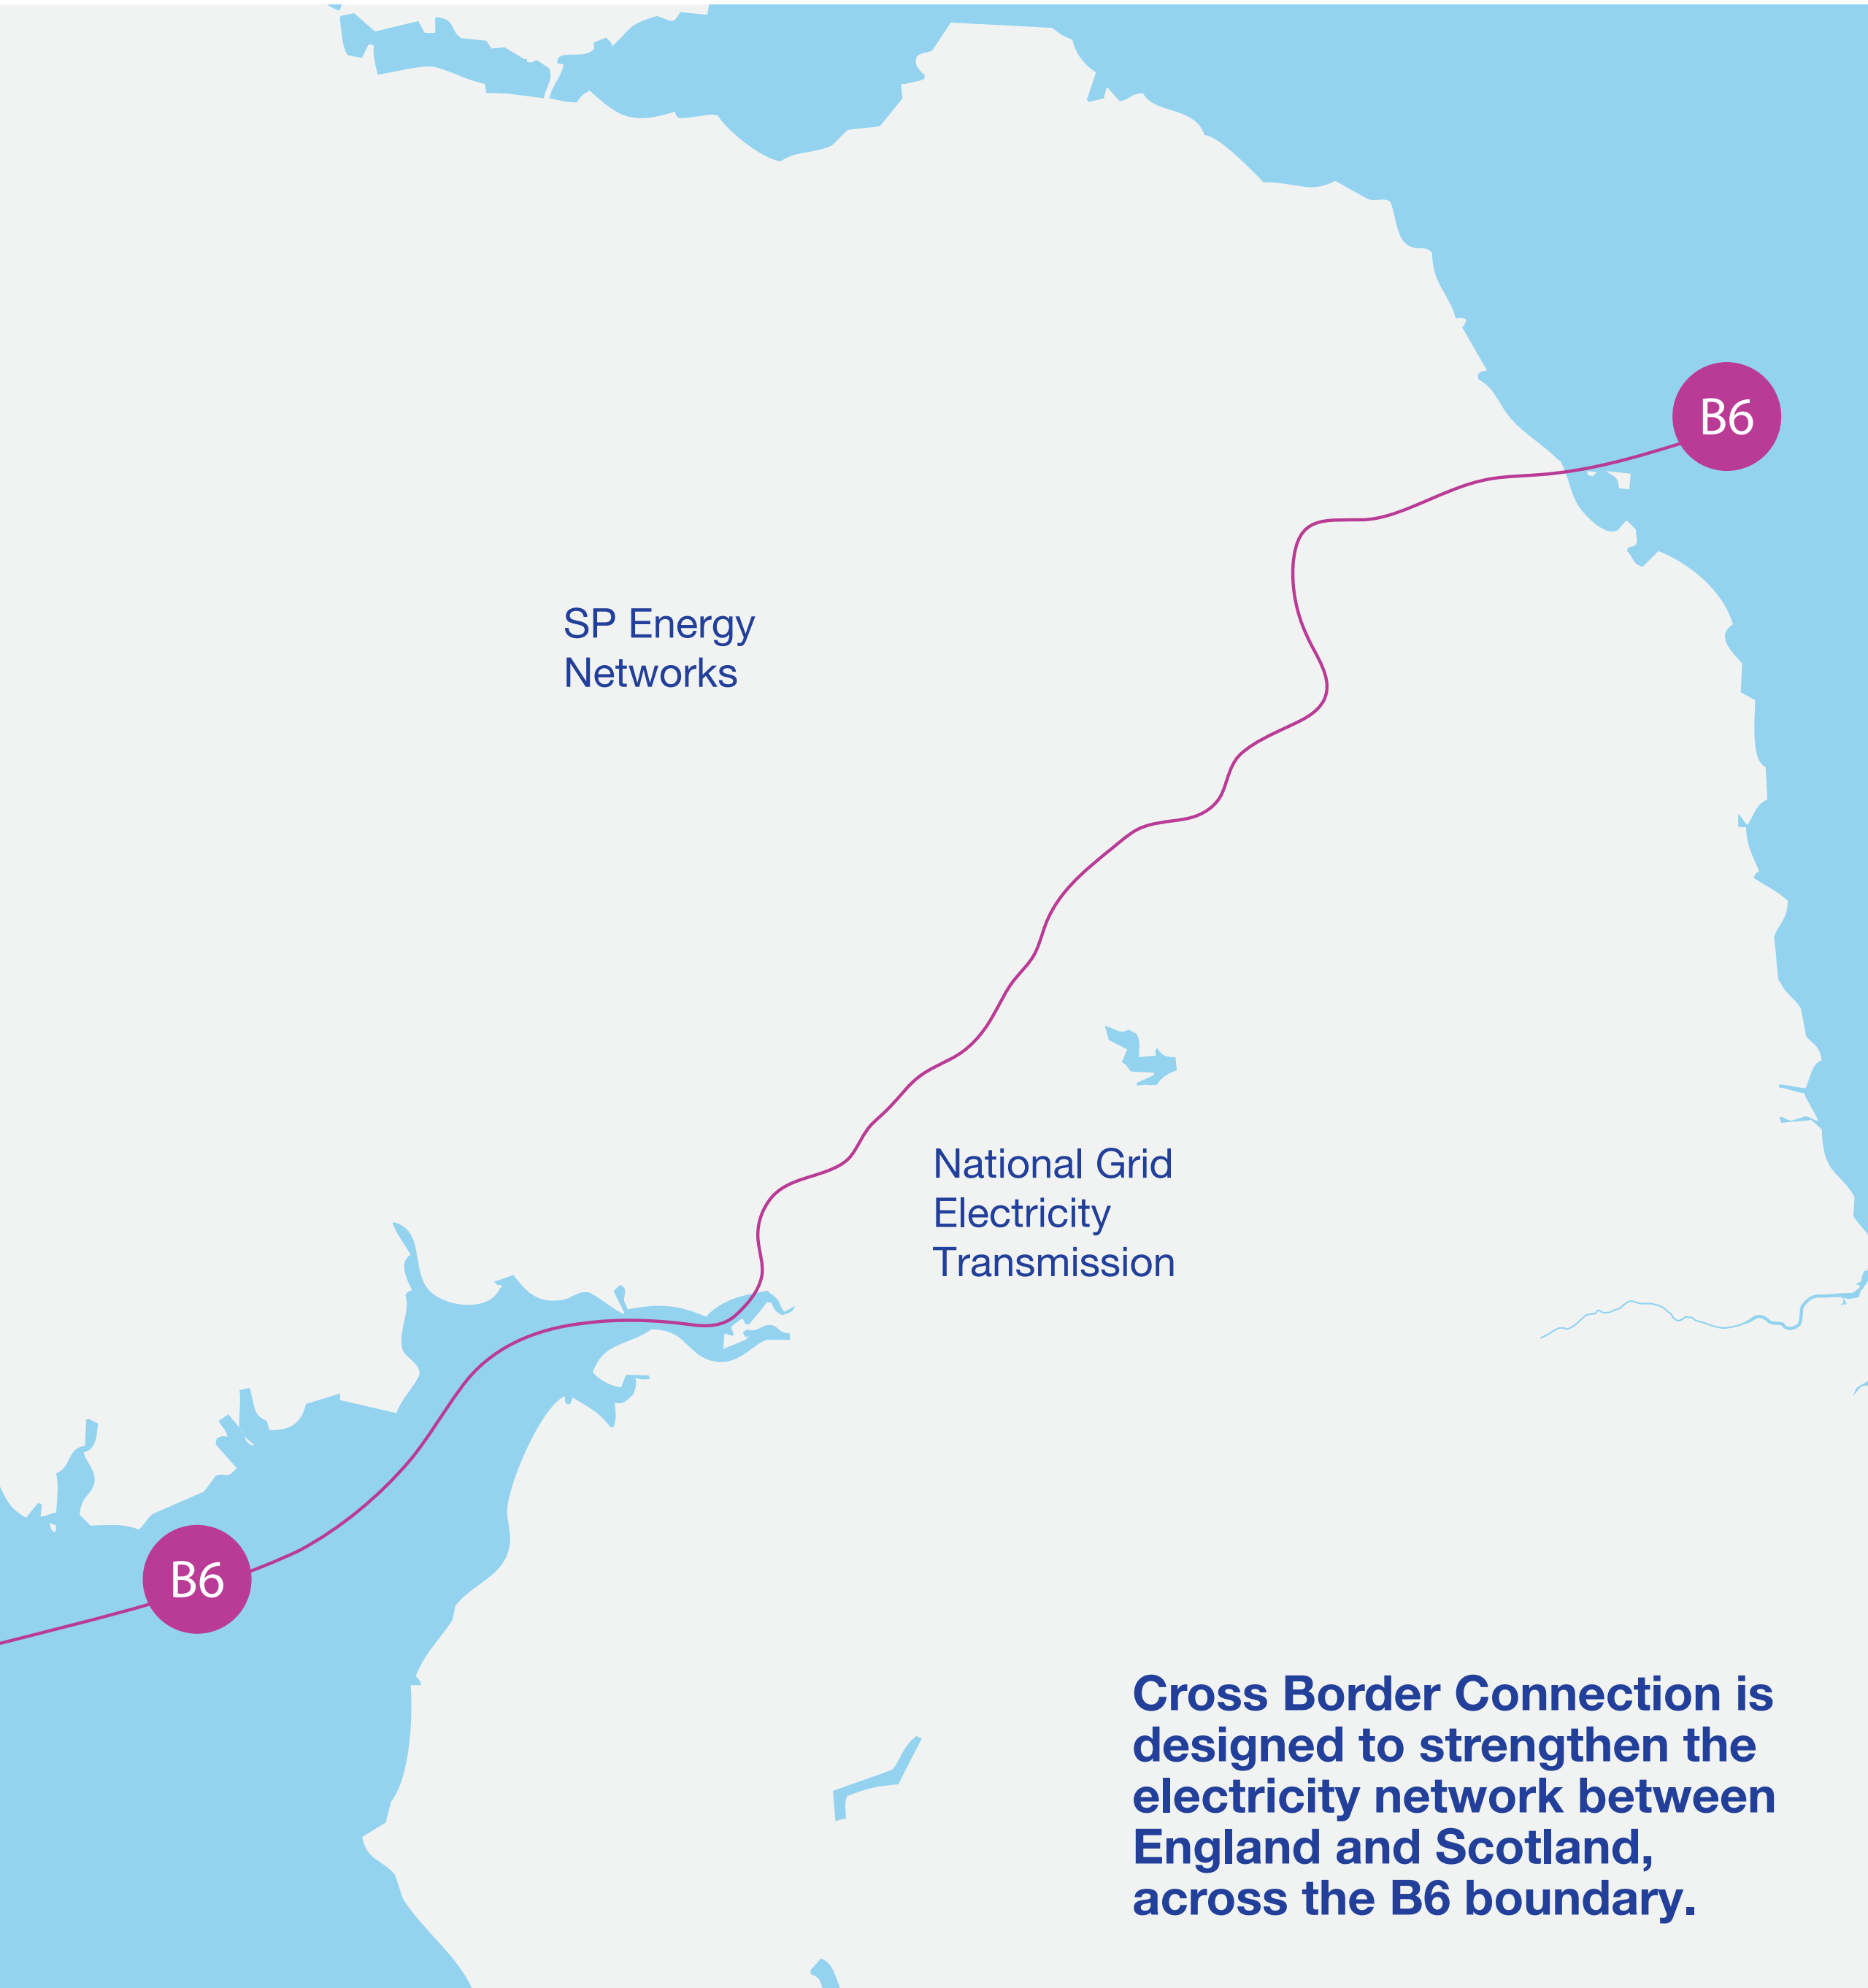 B6
SP Energy
Networks
National Grid
Electricity
Transmission
B6
Cross Border Connection is
designed to strengthen the
electricity network between
England and Scotland,
across the B6 boundary.